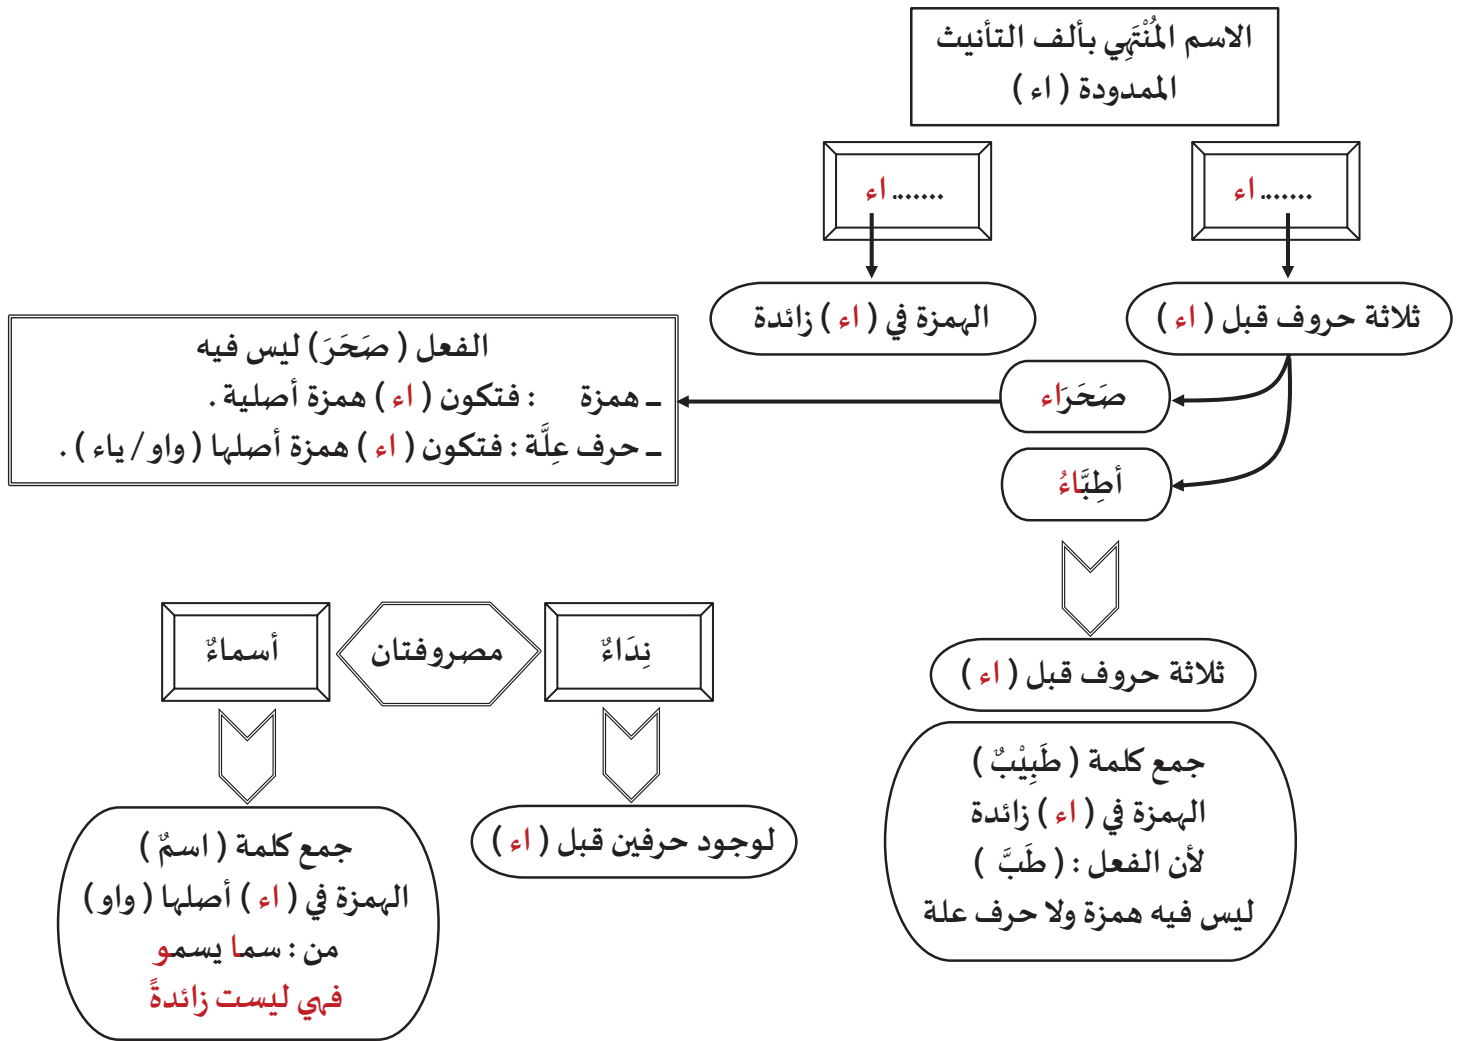 الاسم المُنْتَهِي بألف التأنيث
الممدودة ( اء )
....... اء
....... اء
ثلاثة حروف قبل ( اء )
الهمزة في ( اء ) زائدة
صَحَرَاء
أطِبَّاءُ
الفعل ( صَحَرَ ) ليس فيه
ـ همزة : فتكون ( اء ) همزة أصلية .
ـ حرف عِلَّة : فتكون ( اء ) همزة أصلها ( واو / ياء ) .
ثلاثة حروف قبل ( اء )
جمع كلمة ( طَبِيْبٌ )
الهمزة في ( اء ) زائدة
لأن الفعل : ( طَبَّ )
ليس فيه همزة ولا حرف علة
نِدَاءٌ
مصروفتان
أسماءٌ
لوجود حرفين قبل ( اء )
جمع كلمة ( اسمٌ )
الهمزة في ( اء ) أصلها ( واو )
من : سما يسمو
فهي ليست زائدةً